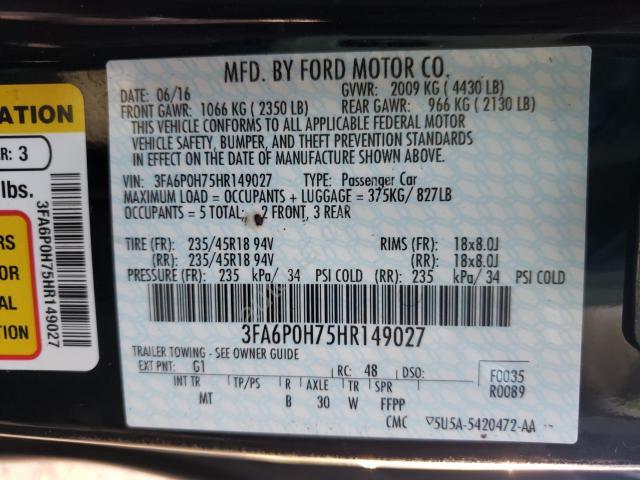 MFD. BY FORD MOTOR CO.
DATE: 06/16 GVWR: 2009 KG ( 4430 LB)
FRONT GAWR: 1066 KG ( 2350 LB) REAR GAWR: 966 KG ( 2130 LB)
THIS VEHICLE CONFORMS TO ALL APPLICABLE FEDERAL MOTOR
VEHICLE SAFETY, BUMPER, AND THEFT PREVENTION STANDARDS
IN EFFECT ON THE DATE OF MANUFACTURE SHOWN ABOVE.
VIN: 3FA6P0H75HR149027 TYPE: Passenger Car
MAXIMUM LOAD = OCCUPANTS + LUGGAGE = 375KG/ 827LB
OCCUPANTS = 5 TOTAL; 2 FRONT, 3 REAR
TIRE (FR): 235/45R18 94V RIMS (FR): 18x8.0J
(RR): 235/45R18 94V (RR): 18x8.0J
PRESSURE (FR): 235 kPa/ 34 PSI COLD (RR): 235 kPa/ 34 PSI COLD
3FA6P0H75HR149027
TRAILER TOWING - SEE OWNER GUIDE
EXT PNT: G1 RC: 48 DSO: F0035
R0089
INT TR TP/PS R AXLE TR SPR
MT B 30 W FFPP
CMC ▽5U5A-5420472-AA
ATION
R: 3
lbs.
RS
OR
AL
S
3FA6P0H75HR149027